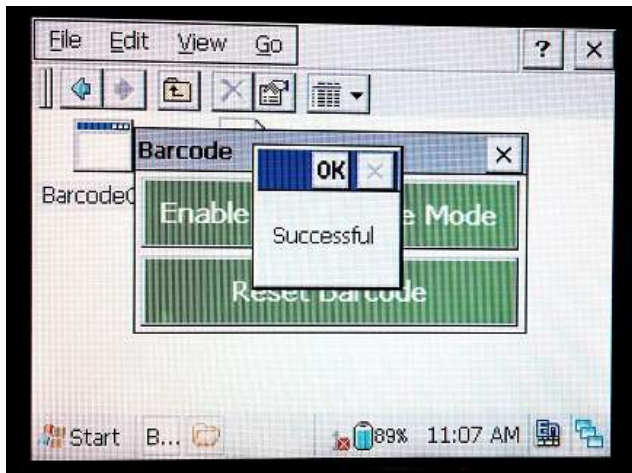 File Edit View Go ? ×
Barcode ×
OK ×
BarcodeC
Enable e Mode
Successful
Reset Barcode
Start B... 89% 11:07 AM